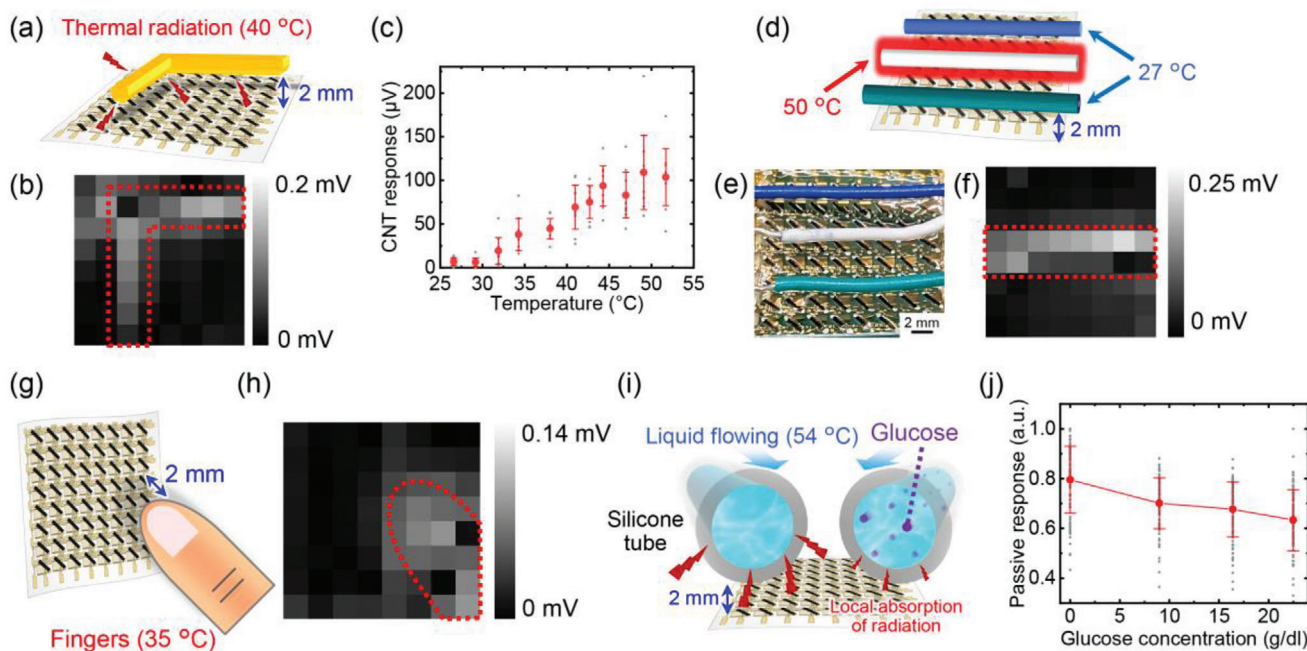 (a)
Thermal radiation (40 °C)
2 mm
(b)
0.2 mV
0 mV
(c)
CNT response (μV)
200
150
100
50
0
25 30 35 40 45 50 55
Temperature (°C)
(d)
50 °C
27 °C
2 mm
(e)
2 mm
(f)
0.25 mV
0 mV
(g)
2 mm
Fingers (35 °C)
(h)
0.14 mV
0 mV
(i)
Liquid flowing (54 °C)
Glucose
Silicone
tube
2 mm
Local absorption
of radiation
(j)
Passive response (a.u.)
1.0
0.8
0.6
0.4
0 5 10 15 20
Glucose concentration (g/dl)